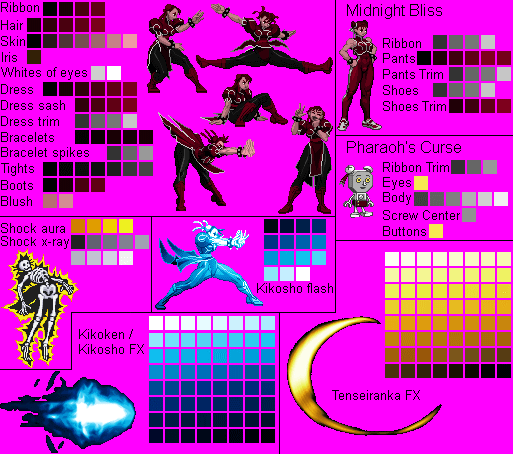 Ribbon
Hair
Skin
Iris
Whites of eyes
Dress
Dress sash
Dress trim
Bracelets
Bracelet spikes
Tights
Boots
Blush
Midnight Bliss
Ribbon
Pants
Pants Trim
Shoes
Shoes Trim
Pharaoh's Curse
Ribbon Trim
Eyes
Body
Screw Center
Buttons
Shock aura
Shock x-ray
Kikosho flash
Kikoken /
Kikosho FX
Tenseiranka FX